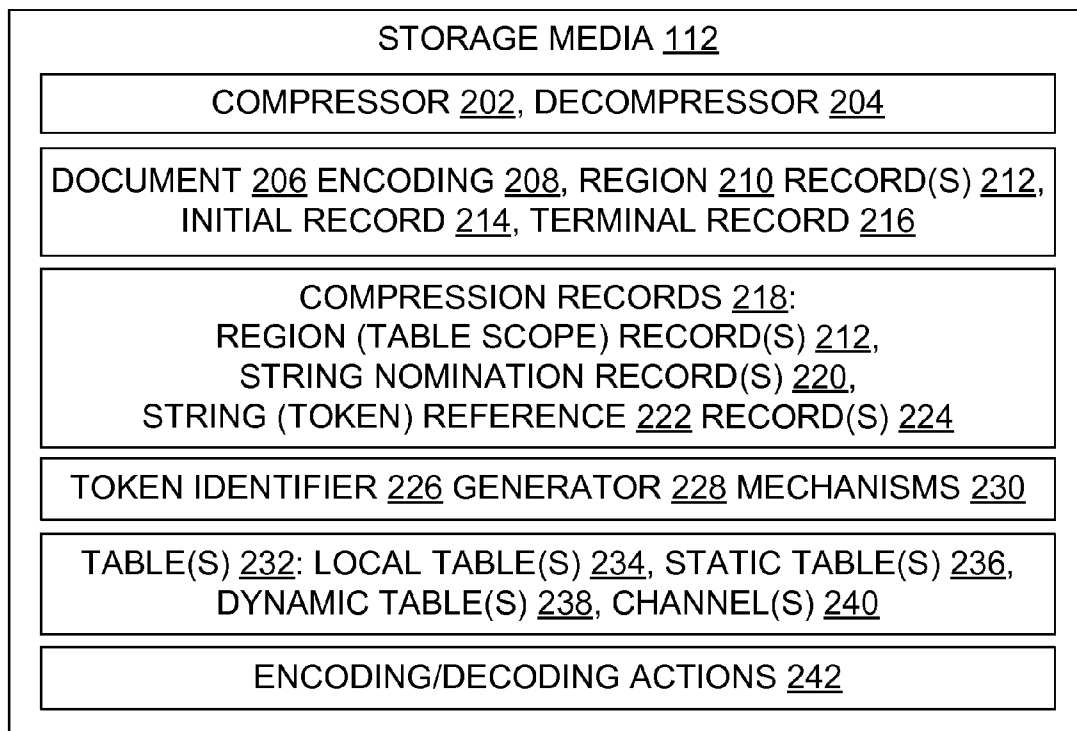 STORAGE MEDIA 112
COMPRESSOR 202, DECOMPRESSOR 204
DOCUMENT 206 ENCODING 208, REGION 210 RECORD(S) 212,
INITIAL RECORD 214, TERMINAL RECORD 216
COMPRESSION RECORDS 218:
REGION (TABLE SCOPE) RECORD(S) 212,
STRING NOMINATION RECORD(S) 220,
STRING (TOKEN) REFERENCE 222 RECORD(S) 224
TOKEN IDENTIFIER 226 GENERATOR 228 MECHANISMS 230
TABLE(S) 232: LOCAL TABLE(S) 234, STATIC TABLE(S) 236,
DYNAMIC TABLE(S) 238, CHANNEL(S) 240
ENCODING/DECODING ACTIONS 242